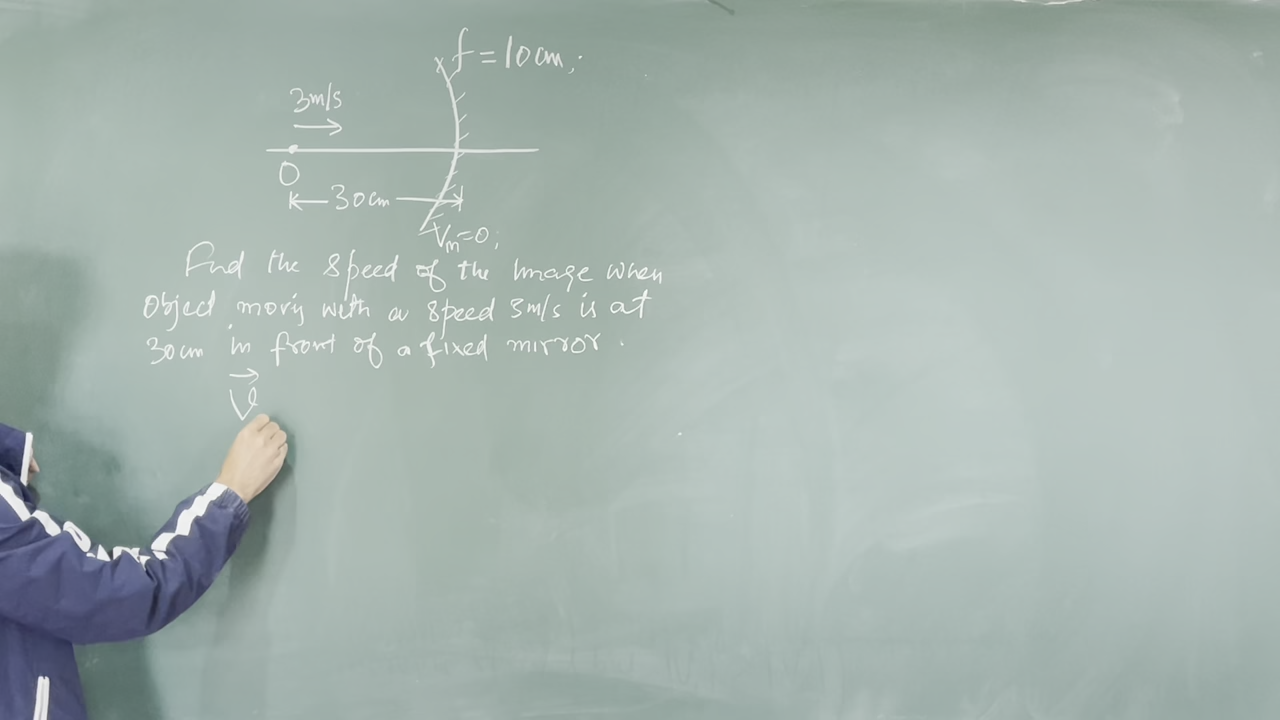 f = 10cm;
3m/s
O
30cm
Vm=0;
Find the speed of the Image when
Object movig with a speed 3m/s is at
30cm in front of a fixed mirror.
V